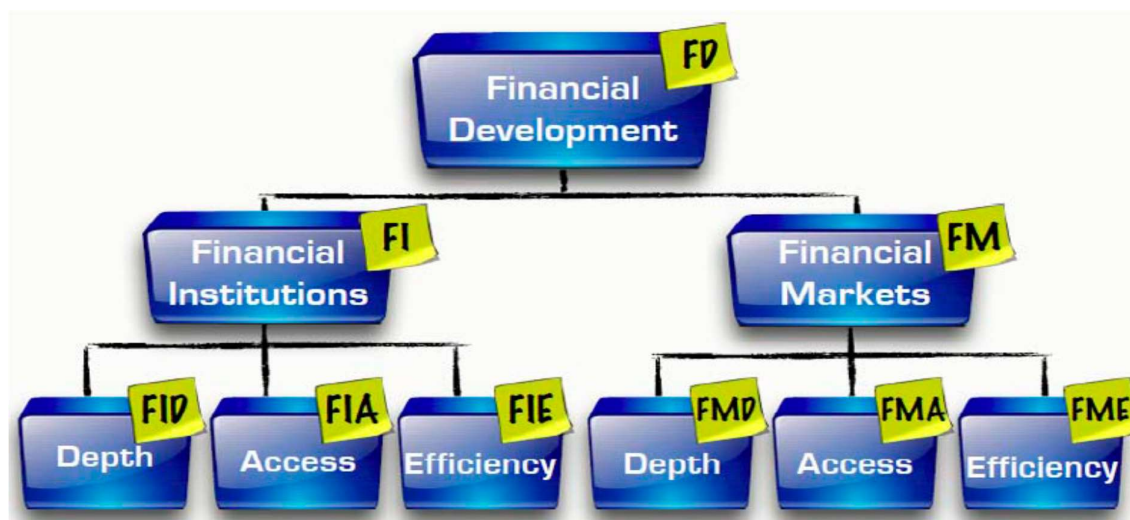 FD
Financial
Development
FI
Financial
Institutions
FM
Financial
Markets
FID
Depth
FIA
Access
FIE
Efficiency
FMD
Depth
FMA
Access
FME
Efficiency